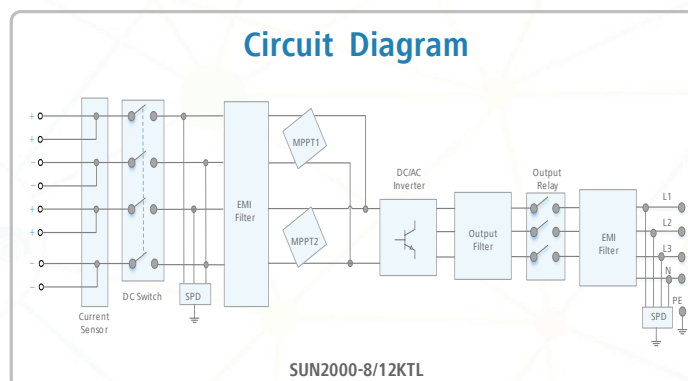 Circuit Diagram
+
+
−
−
+
+
−
−
Current
Sensor
DC Switch
SPD
EMI
Filter
MPPT1
MPPT2
DC/AC
Inverter
Output
Filter
Output
Relay
EMI
Filter
L1
L2
L3
N
PE
SPD
SUN2000-8/12KTL